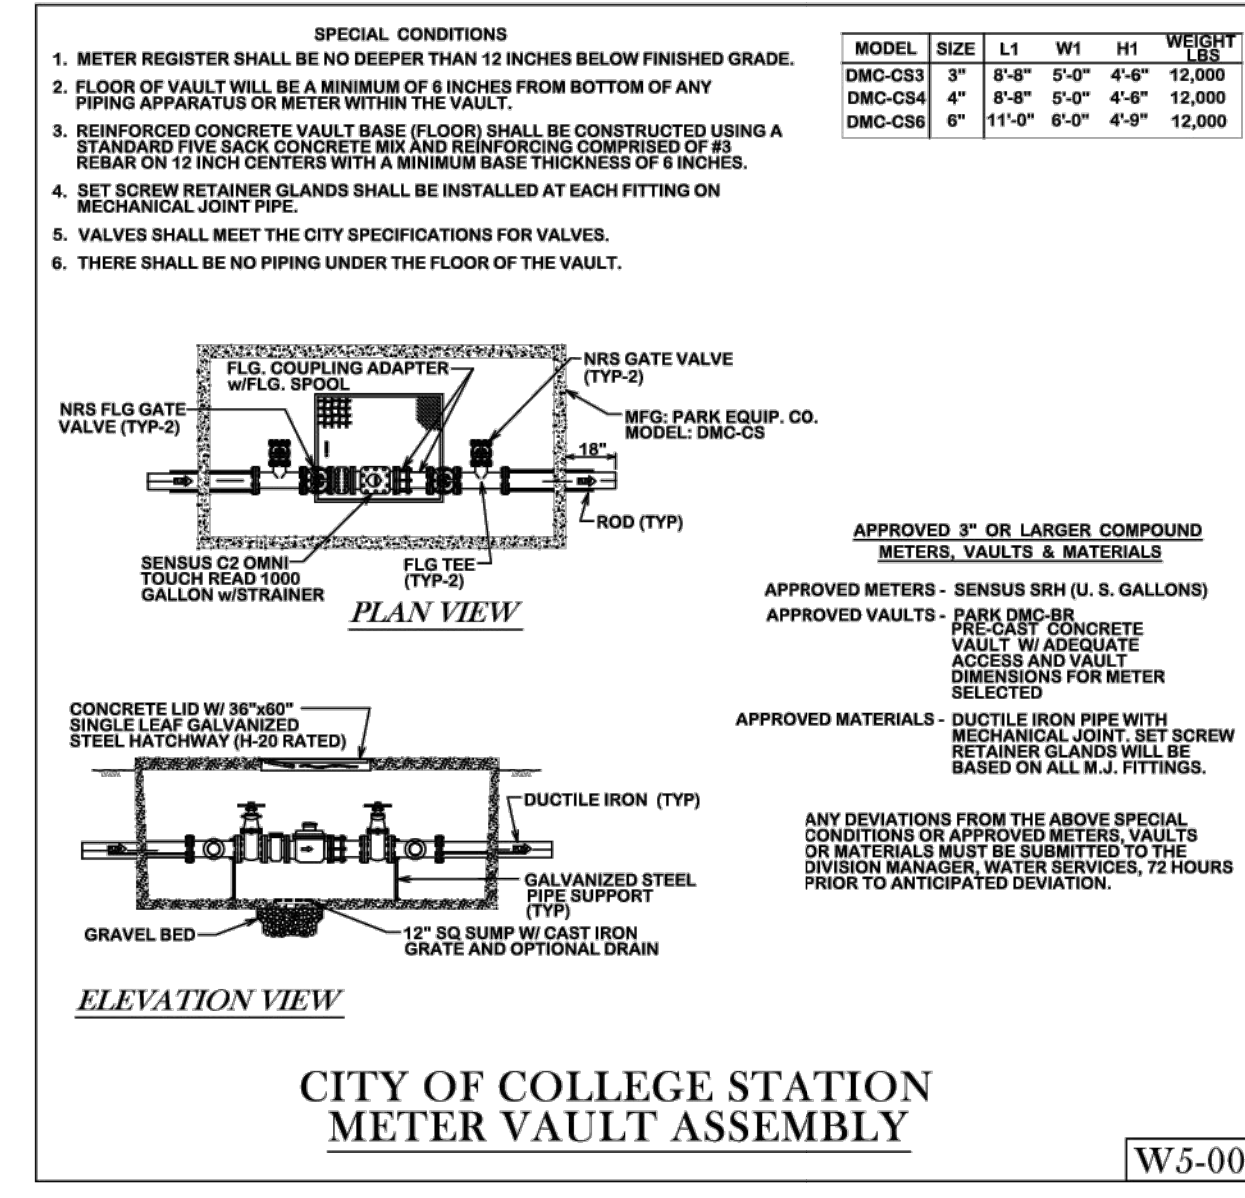 SPECIAL CONDITIONS
1. METER REGISTER SHALL BE NO DEEPER THAN 12 INCHES BELOW FINISHED GRADE.
2. FLOOR OF VAULT WILL BE A MINIMUM OF 6 INCHES FROM BOTTOM OF ANY
PIPING APPARATUS OR METER WITHIN THE VAULT.
3. REINFORCED CONCRETE VAULT BASE (FLOOR) SHALL BE CONSTRUCTED USING A
STANDARD FIVE SACK CONCRETE MIX AND REINFORCING COMPRISED OF #3
REBAR ON 12 INCH CENTERS WITH A MINIMUM BASE THICKNESS OF 6 INCHES.
4. SET SCREW RETAINER GLANDS SHALL BE INSTALLED AT EACH FITTING ON
MECHANICAL JOINT PIPE.
5. VALVES SHALL MEET THE CITY SPECIFICATIONS FOR VALVES.
6. THERE SHALL BE NO PIPING UNDER THE FLOOR OF THE VAULT.
MODEL SIZE L1 W1 H1 WEIGHT LBS
DMC-CS3 3" 8'-8" 5'-0" 4'-6" 12,000
DMC-CS4 4" 8'-8" 5'-0" 4'-6" 12,000
DMC-CS6 6" 11'-0" 6'-0" 4'-9" 12,000
FLG. COUPLING ADAPTER
w/FLG. SPOOL
NRS GATE VALVE
(TYP-2)
NRS FLG GATE
VALVE (TYP-2)
MFG: PARK EQUIP. CO.
MODEL: DMC-CS
18"
ROD (TYP)
SENSUS C2 OMNI
TOUCH READ 1000
GALLON w/STRAINER
FLG TEE
(TYP-2)
PLAN VIEW
APPROVED 3" OR LARGER COMPOUND
METERS, VAULTS & MATERIALS
APPROVED METERS - SENSUS SRH (U. S. GALLONS)
APPROVED VAULTS - PARK DMC-BR
PRE-CAST CONCRETE
VAULT W/ ADEQUATE
ACCESS AND VAULT
DIMENSIONS FOR METER
SELECTED
APPROVED MATERIALS - DUCTILE IRON PIPE WITH
MECHANICAL JOINT. SET SCREW
RETAINER GLANDS WILL BE
BASED ON ALL M.J. FITTINGS.
ANY DEVIATIONS FROM THE ABOVE SPECIAL
CONDITIONS OR APPROVED METERS, VAULTS
OR MATERIALS MUST BE SUBMITTED TO THE
DIVISION MANAGER, WATER SERVICES, 72 HOURS
PRIOR TO ANTICIPATED DEVIATION.
CONCRETE LID W/ 36"x60"
SINGLE LEAF GALVANIZED
STEEL HATCHWAY (H-20 RATED)
DUCTILE IRON (TYP)
GALVANIZED STEEL
PIPE SUPPORT
(TYP)
GRAVEL BED
12" SQ SUMP W/ CAST IRON
GRATE AND OPTIONAL DRAIN
ELEVATION VIEW
CITY OF COLLEGE STATION
METER VAULT ASSEMBLY
W5-00